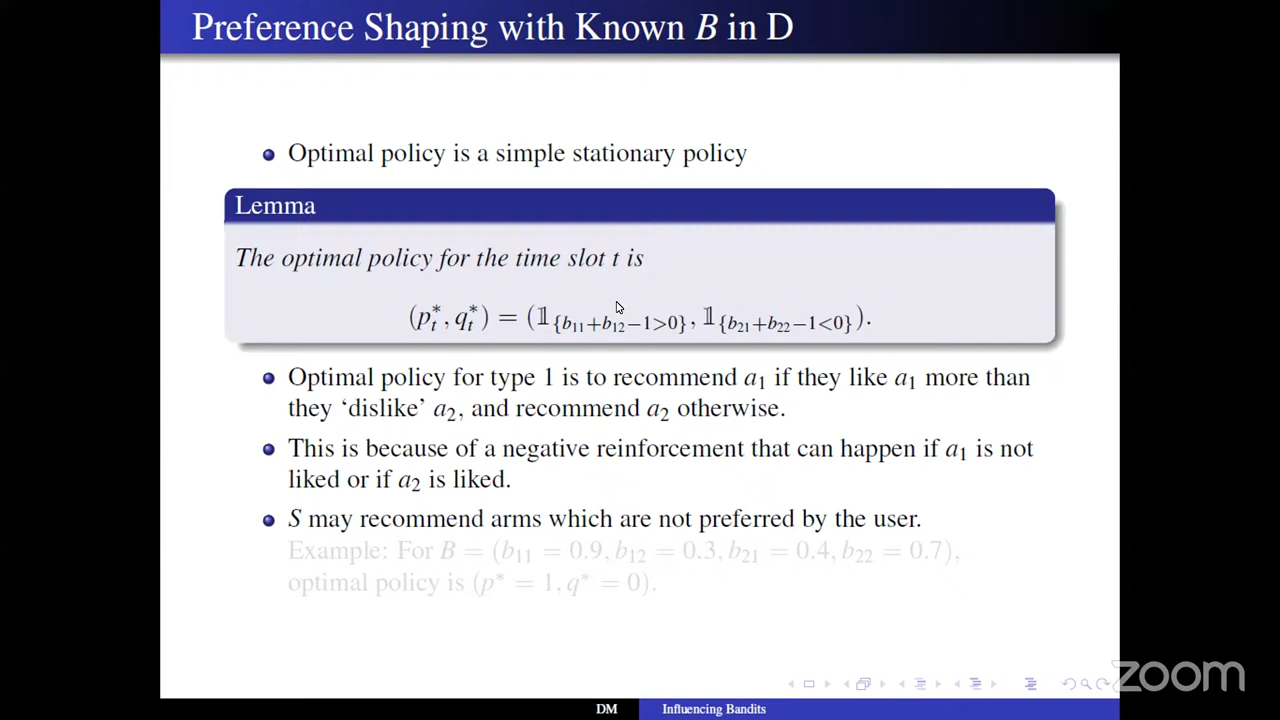 Preference Shaping with Known B in D
Optimal policy is a simple stationary policy
Lemma
The optimal policy for the time slot t is
(p*_t, q*_t) = (𝟙_{b₁₁+b₁₂−1>0}, 𝟙_{b₂₁+b₂₂−1<0}).
Optimal policy for type 1 is to recommend a₁ if they like a₁ more than
they ‘dislike’ a₂, and recommend a₂ otherwise.
This is because of a negative reinforcement that can happen if a₁ is not
liked or if a₂ is liked.
S may recommend arms which are not preferred by the user.
Example: For B = (b₁₁ = 0.9, b₁₂ = 0.3, b₂₁ = 0.4, b₂₂ = 0.7),
optimal policy is (p* = 1, q* = 0).
zoom
DM Influencing Bandits